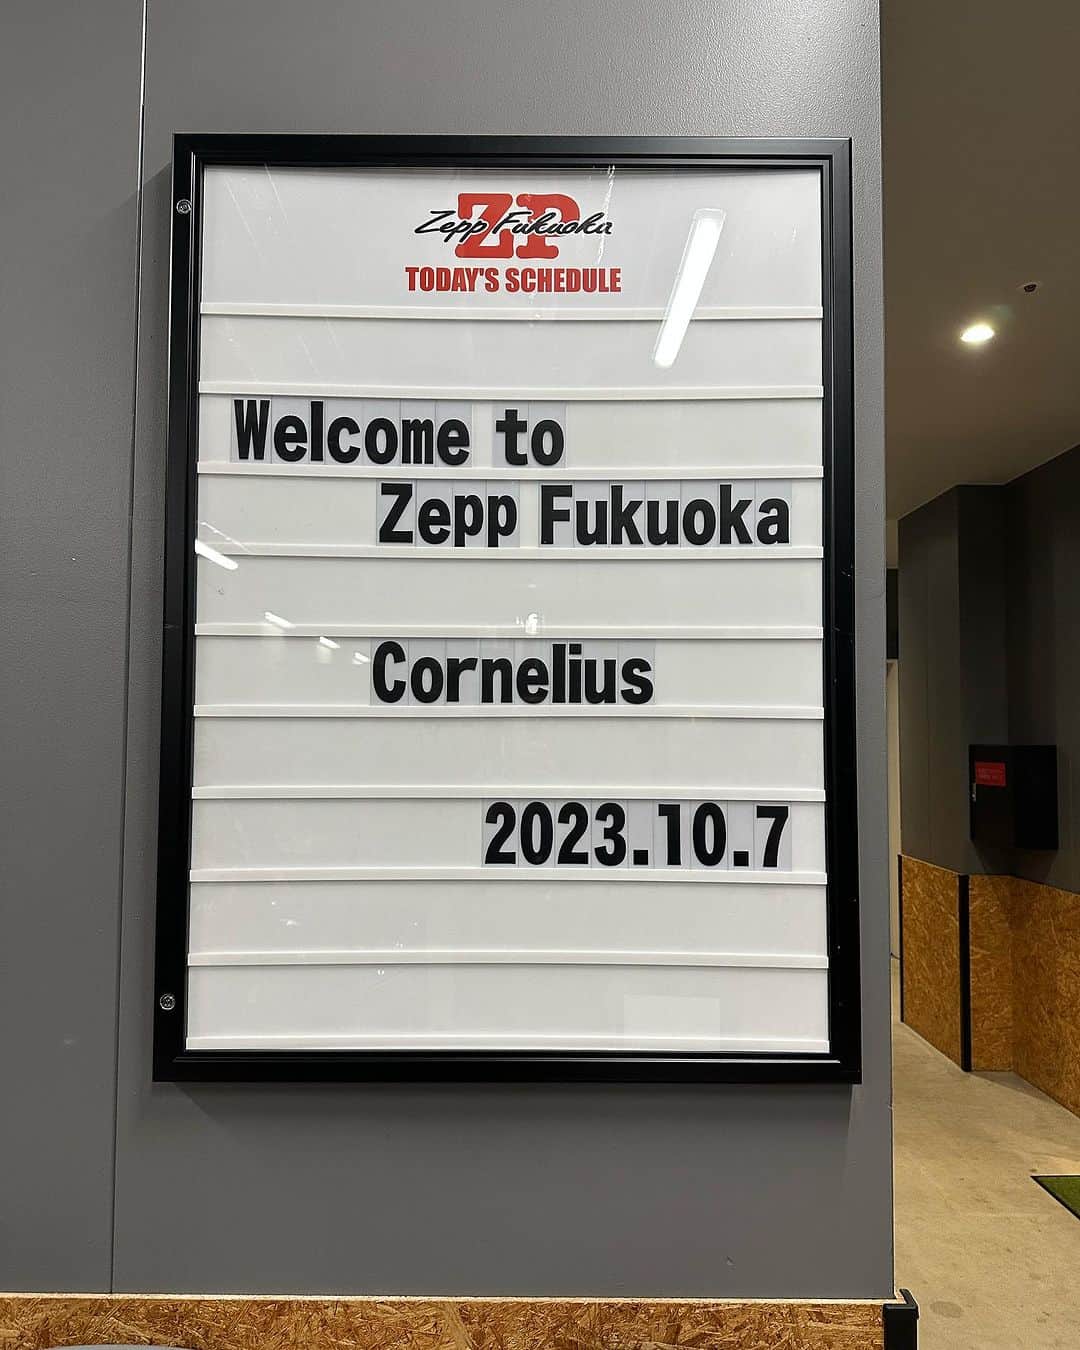 ZP
Zepp Fukuoka
TODAY'S SCHEDULE
Welcome to
Zepp Fukuoka
Cornelius
2023.10.7